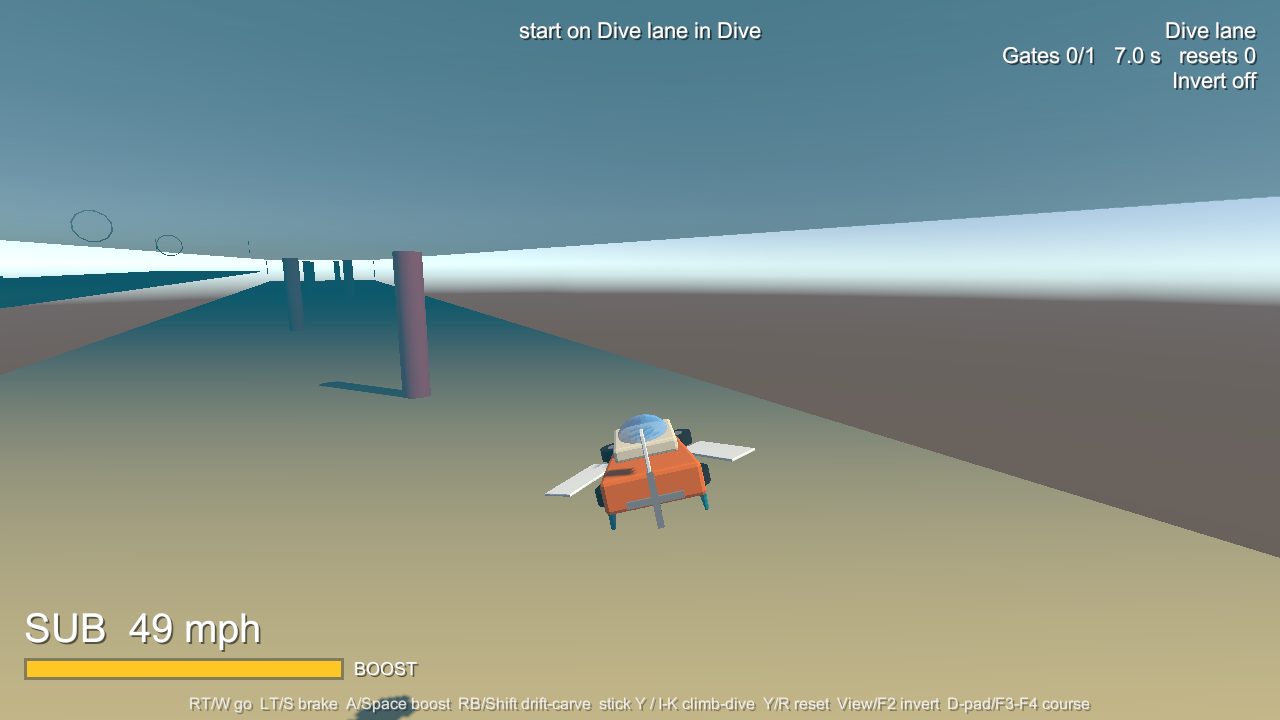 start on Dive lane in Dive
Dive lane
Gates 0/1   7.0 s   resets 0
Invert off
SUB  49 mph
BOOST
RT/W go  LT/S brake  A/Space boost  RB/Shift drift-carve  stick Y / I-K climb-dive  Y/R reset  View/F2 invert  D-pad/F3-F4 course